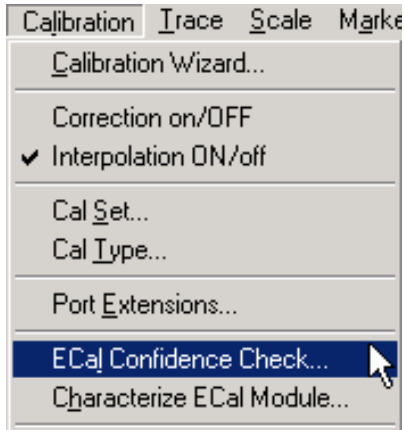 Calibration Trace Scale Marke
Calibration Wizard...
Correction on/OFF
Interpolation ON/off
Cal Set...
Cal Type...
Port Extensions...
ECal Confidence Check...
Characterize ECal Module...